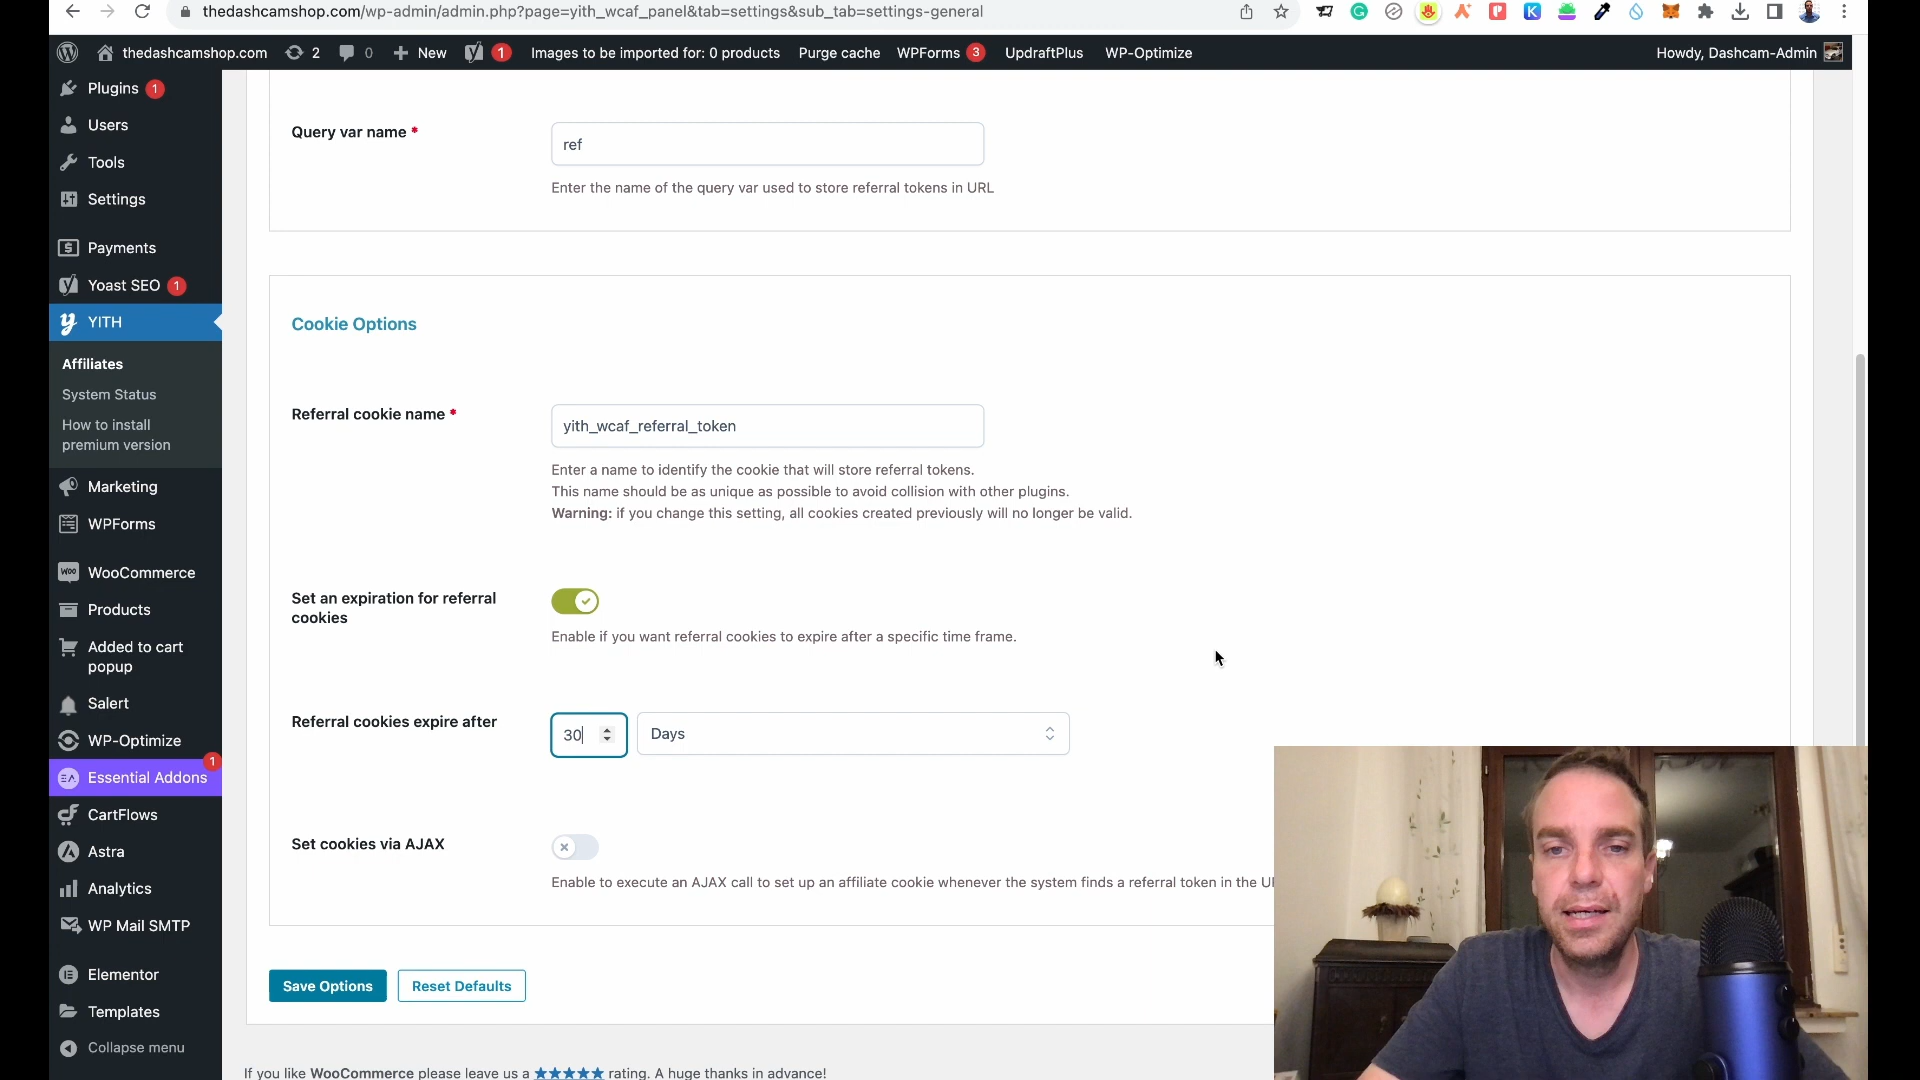 thedashcamshop.com/wp-admin/admin.php?page=yith_wcaf_panel&tab=settings&sub_tab=settings-general
thedashcamshop.com 2 0 New 1 Images to be imported for: 0 products Purge cache WPForms 3 UpdraftPlus WP-Optimize Howdy, Dashcam-Admin
Plugins 1
Users
Tools
Settings
Payments
Yoast SEO 1
YITH
Affiliates
System Status
How to install
premium version
Marketing
WPForms
WooCommerce
Products
Added to cart
popup
Salert
WP-Optimize
Essential Addons 1
CartFlows
Astra
Analytics
WP Mail SMTP
Elementor
Templates
Collapse menu
Query var name *
ref
Enter the name of the query var used to store referral tokens in URL
Cookie Options
Referral cookie name *
yith_wcaf_referral_token
Enter a name to identify the cookie that will store referral tokens.
This name should be as unique as possible to avoid collision with other plugins.
Warning: if you change this setting, all cookies created previously will no longer be valid.
Set an expiration for referral
cookies
Enable if you want referral cookies to expire after a specific time frame.
Referral cookies expire after
30 Days
Set cookies via AJAX
Enable to execute an AJAX call to set up an affiliate cookie whenever the system finds a referral token in the
Save Options Reset Defaults
If you like WooCommerce please leave us a ★★★★★ rating. A huge thanks in advance!